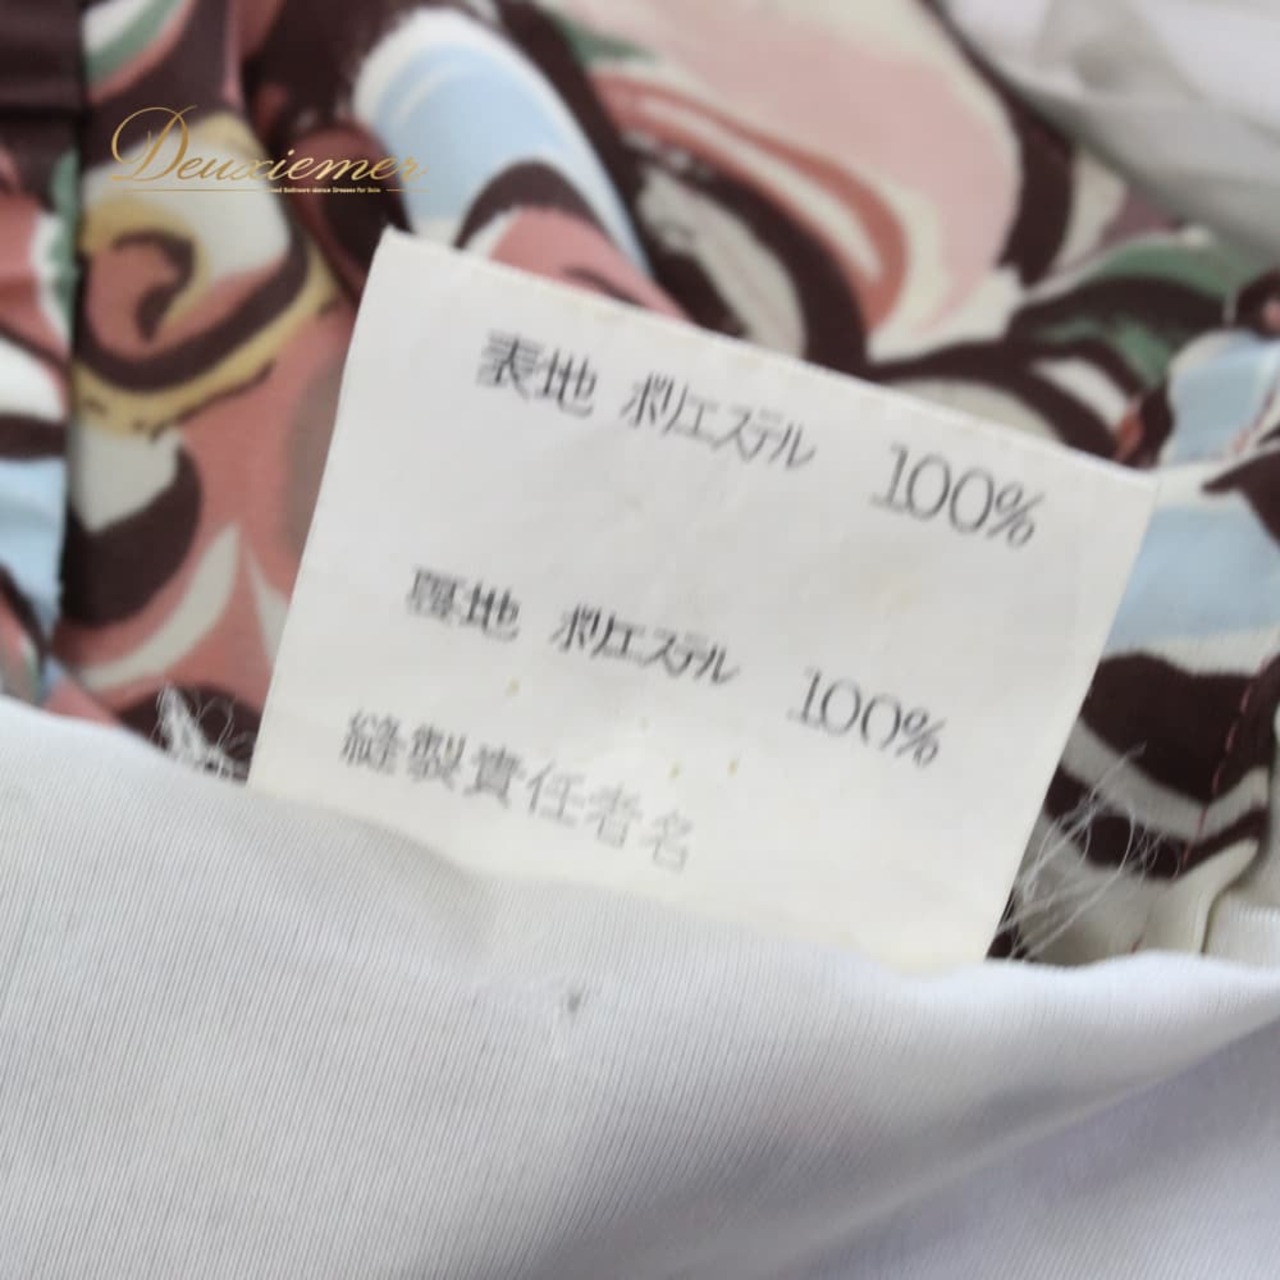 Deuxiemer
表地 ポリエステル 100%
裏地 ポリエステル 100%
縫製責任者名